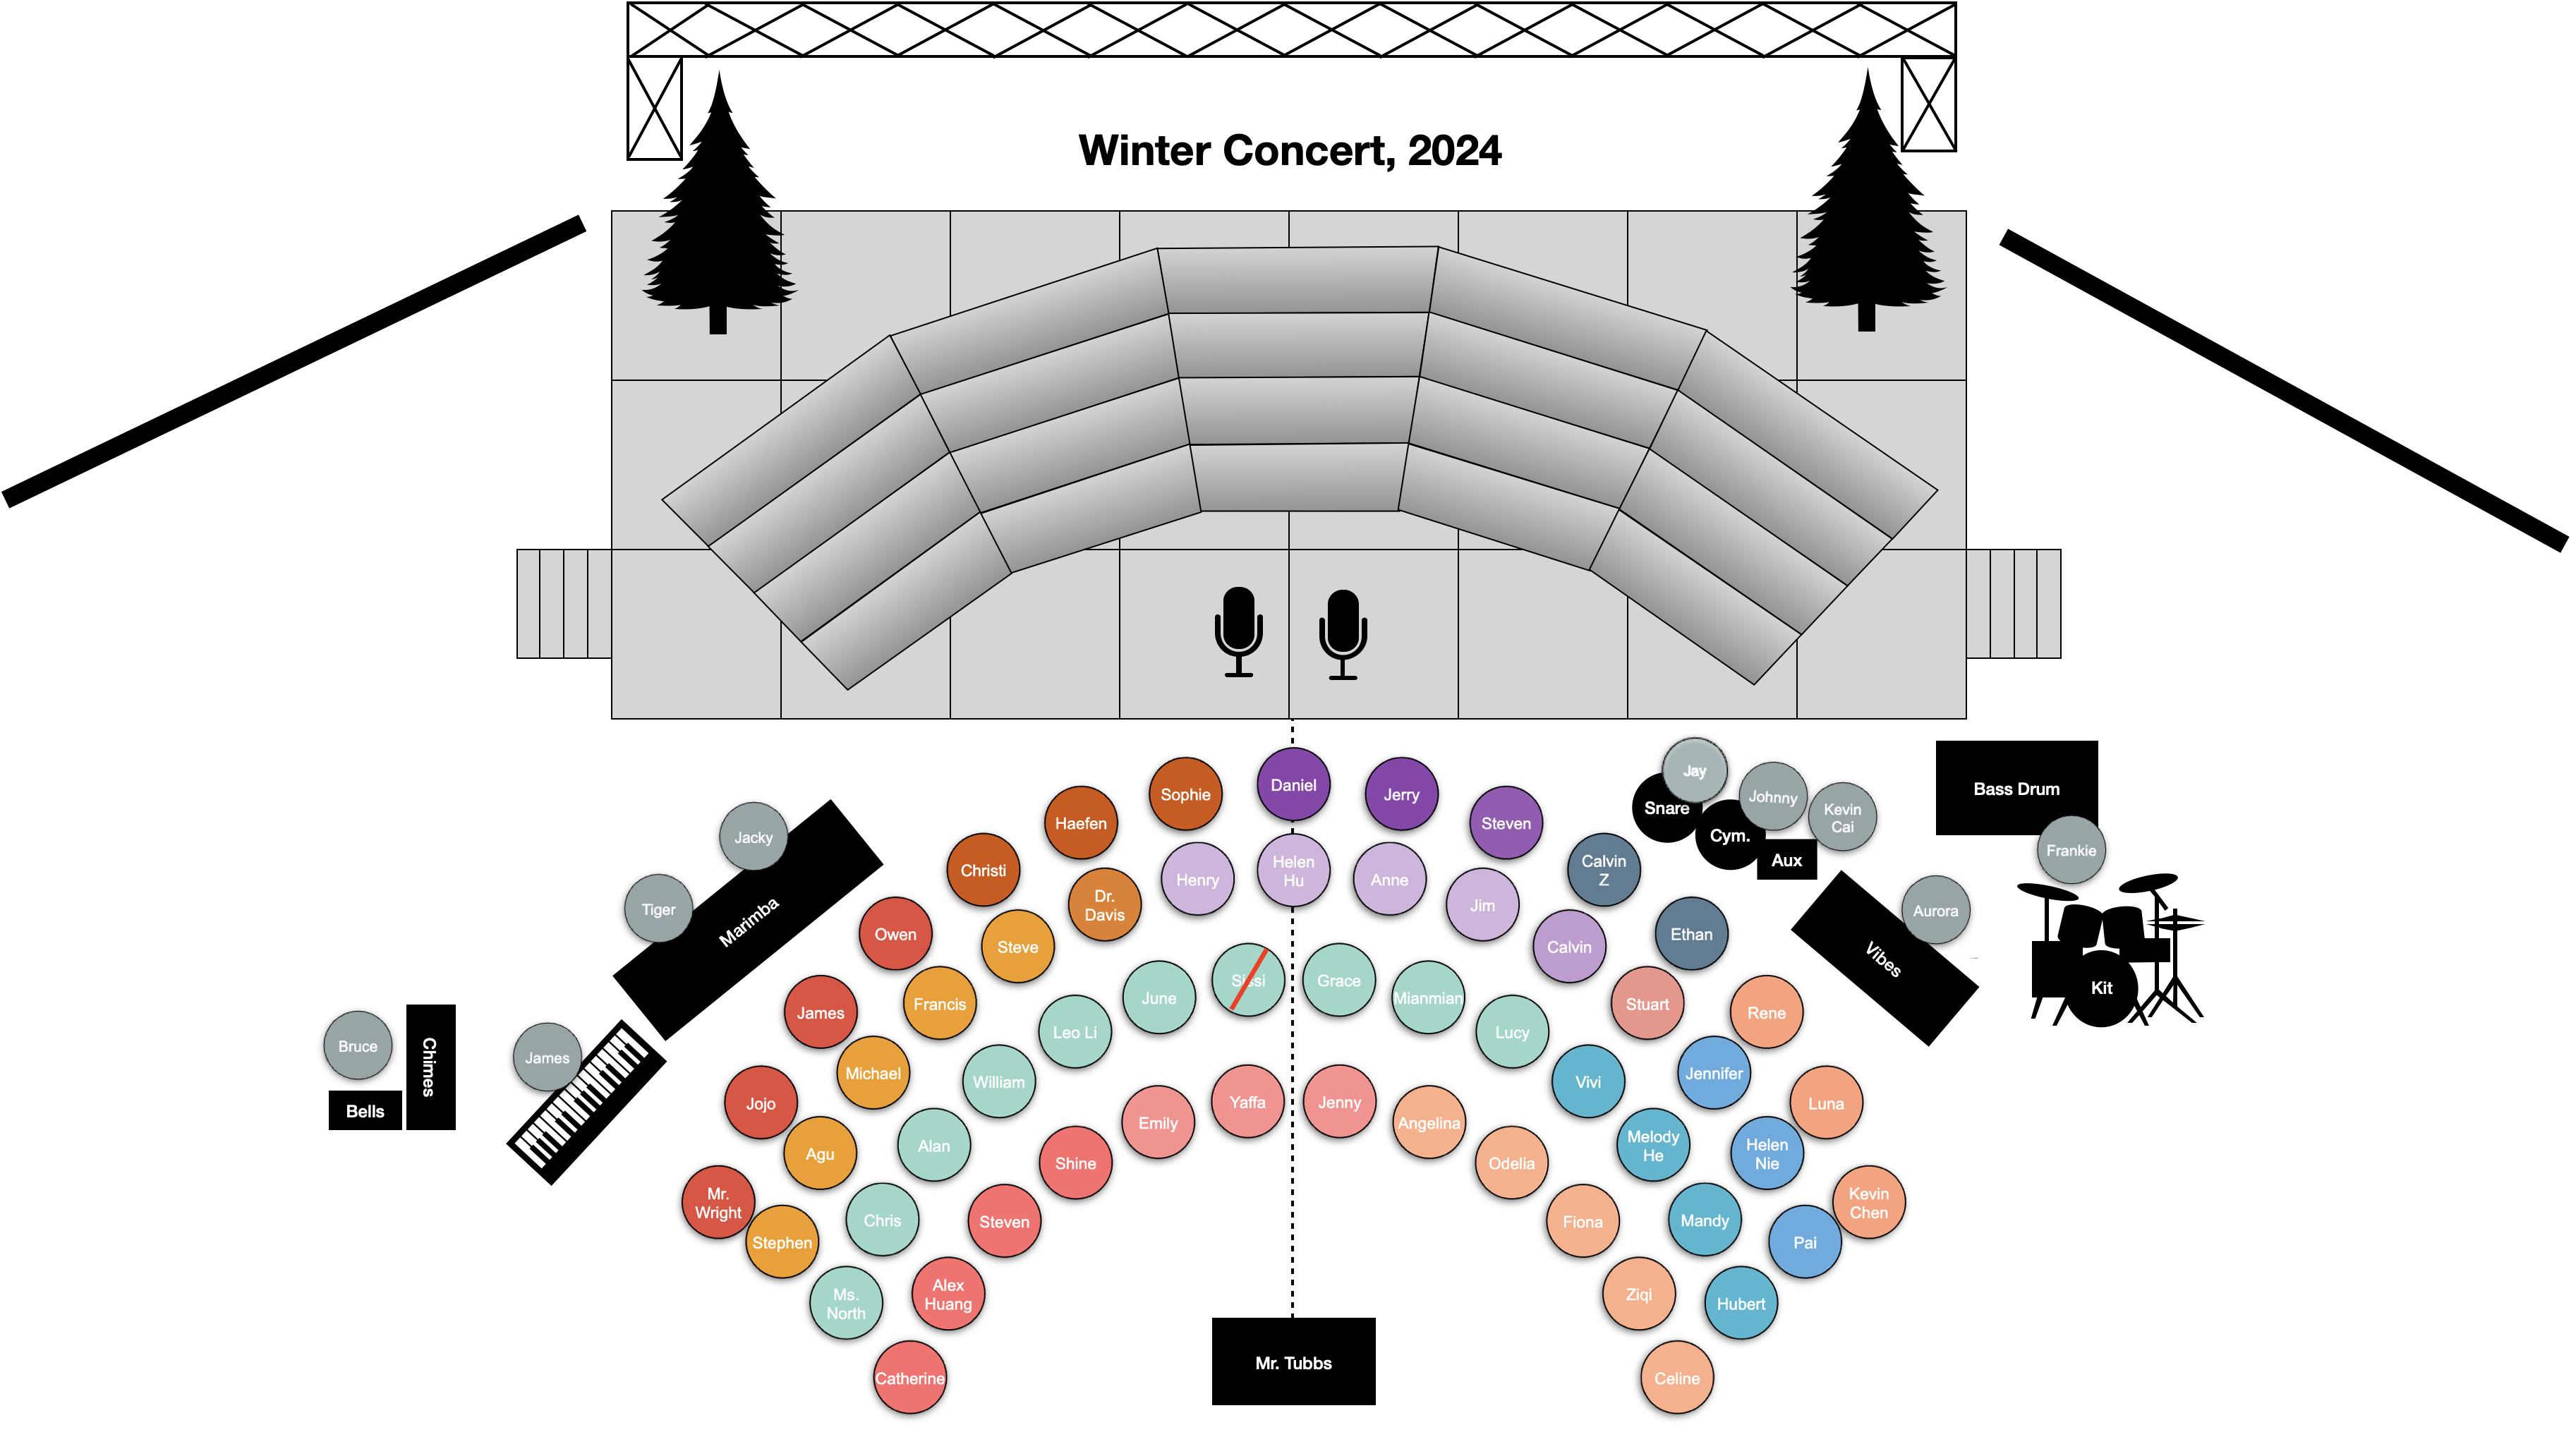 Winter Concert, 2024
Daniel
Sophie
Jerry
Haefen
Steven
Christi
Calvin
Z
Owen
Ethan
James
Rene
Jojo
Luna
Mr.
Wright
Kevin
Chen
Henry
Helen
Hu
Anne
Dr.
Davis
Jim
Steve
Calvin
Francis
Stuart
Michael
Jennifer
Agu
Helen
Nie
Stephen
Pai
Sissi
Grace
June
Mianmian
Leo Li
Lucy
William
Vivi
Alan
Melody
He
Chris
Mandy
Ms.
North
Hubert
Yaffa
Jenny
Emily
Angelina
Shine
Odelia
Steven
Fiona
Alex
Huang
Ziqi
Catherine
Celine
Mr. Tubbs
Jacky
Tiger
Marimba
James
Bruce
Chimes
Bells
Jay
Snare
Johnny
Cym.
Kevin
Cai
Aux
Bass Drum
Frankie
Aurora
Vibes
Kit